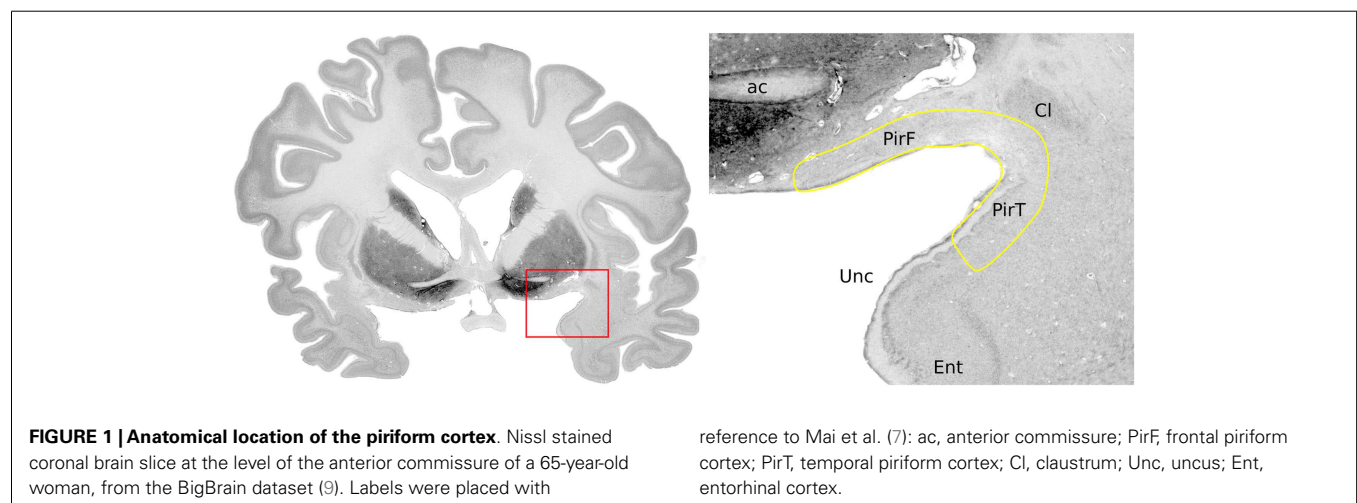 ac
Cl
PirF
PirT
Unc
Ent
FIGURE 1 | Anatomical location of the piriform cortex. Nissl stained
coronal brain slice at the level of the anterior commissure of a 65-year-old
woman, from the BigBrain dataset (9). Labels were placed with
reference to Mai et al. (7): ac, anterior commissure; PirF, frontal piriform
cortex; PirT, temporal piriform cortex; Cl, claustrum; Unc, uncus; Ent,
entorhinal cortex.